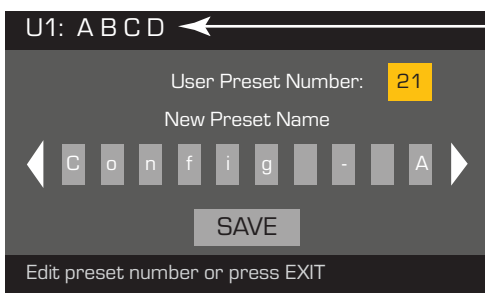 U1: A B C D
User Preset Number: 21
New Preset Name
C o n f i g - A
SAVE
Edit preset number or press EXIT